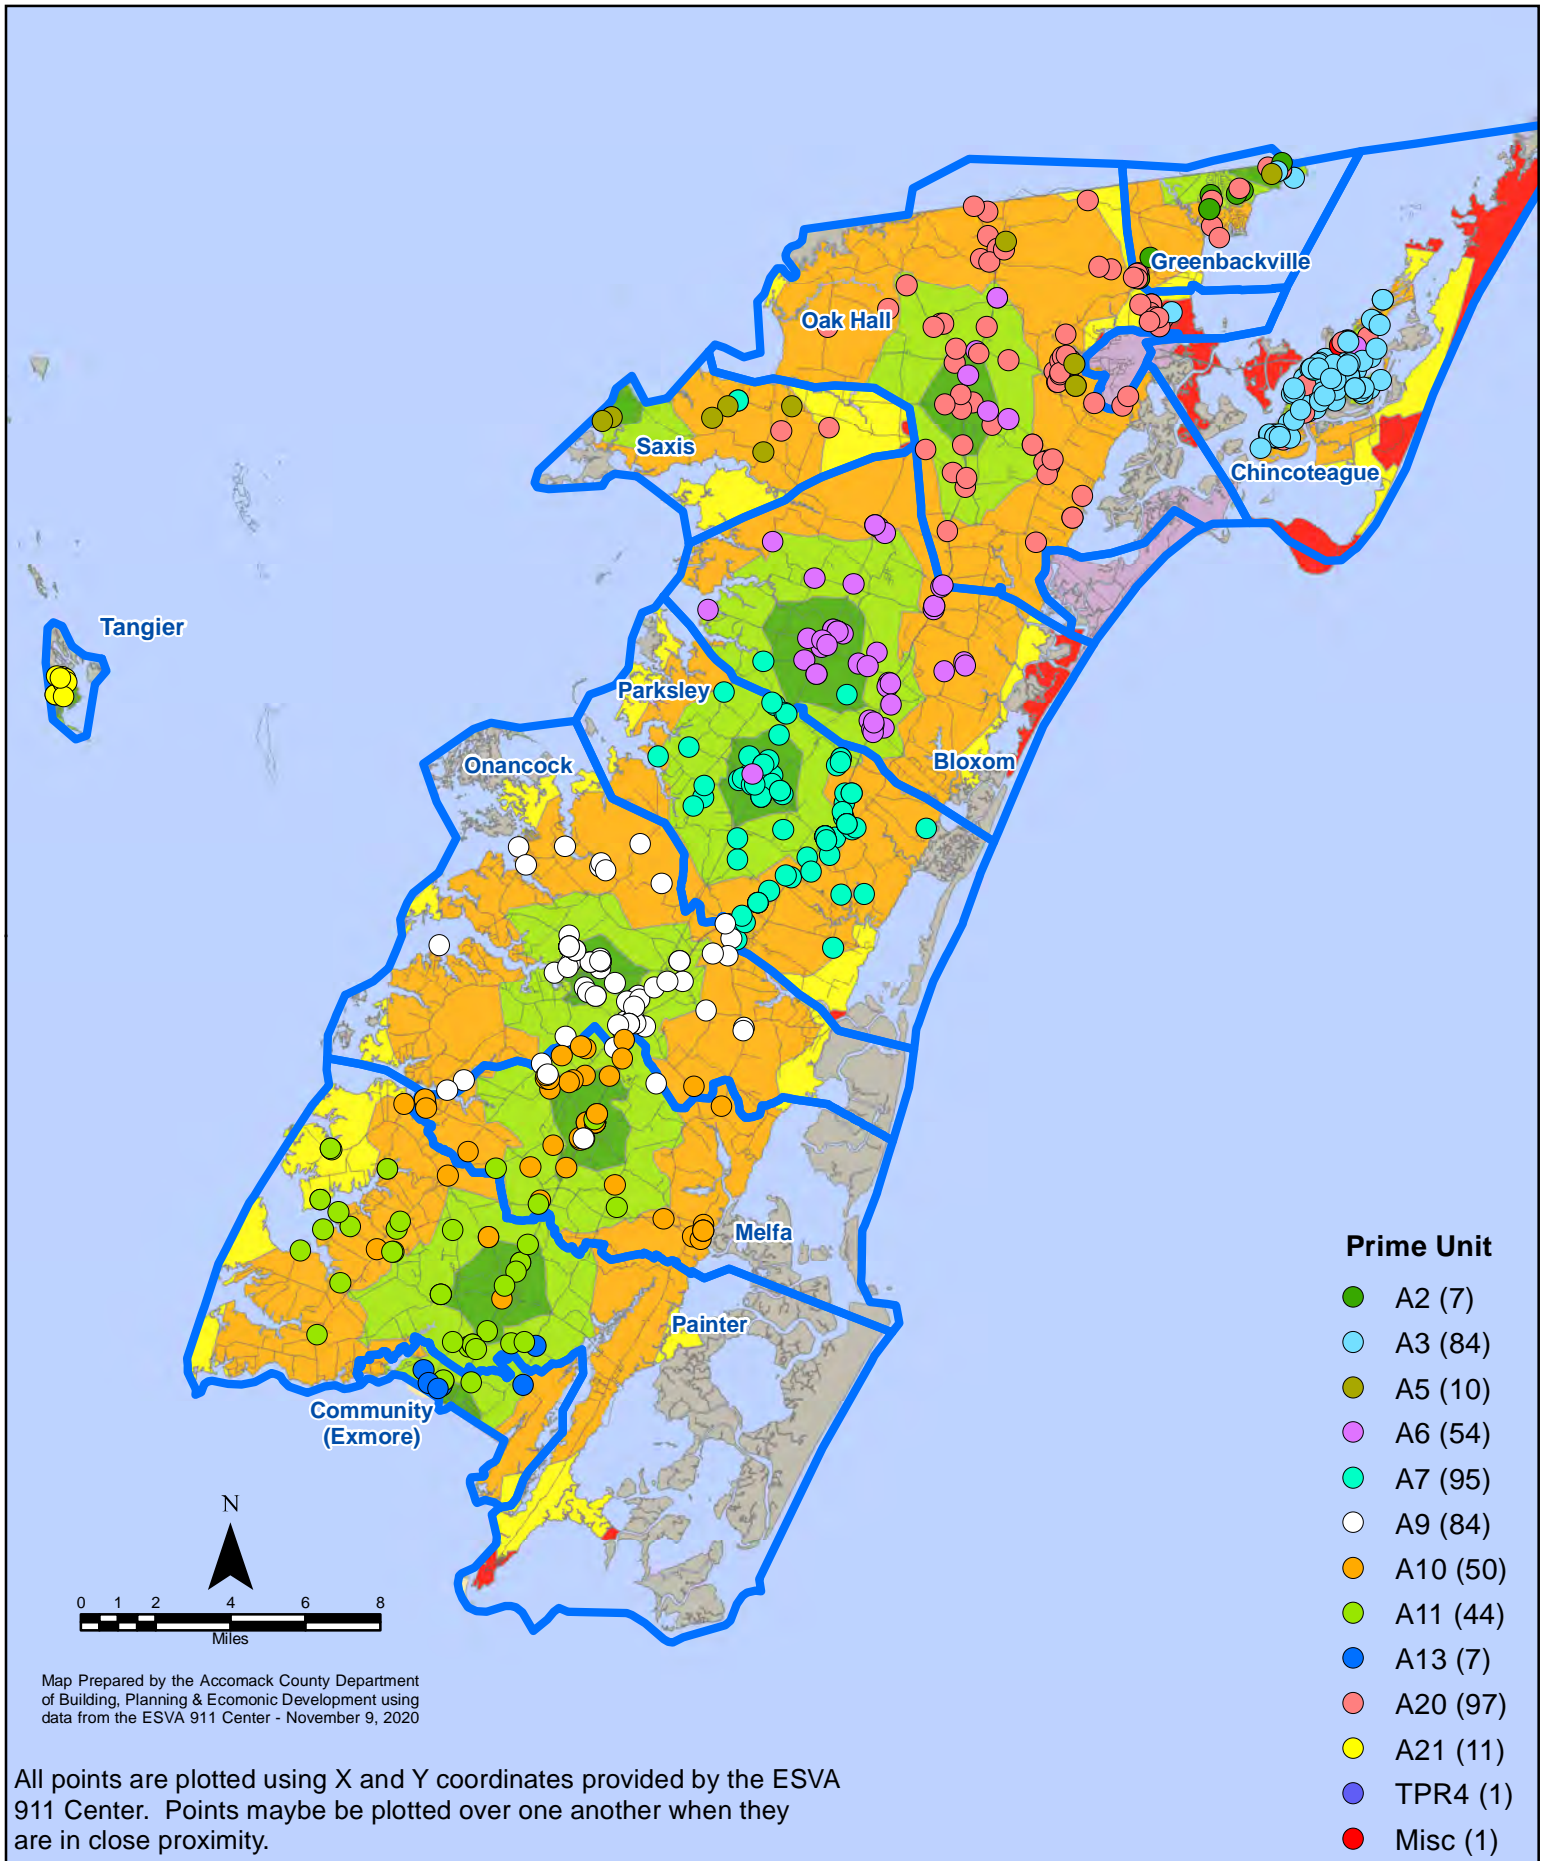 Greenbackville
Oak Hall
Saxis
Chincoteague
Tangier
Parksley
Onancock
Bloxom
Melfa
Painter
Community
(Exmore)
Prime Unit
A2 (7)
A3 (84)
A5 (10)
A6 (54)
A7 (95)
A9 (84)
A10 (50)
A11 (44)
A13 (7)
A20 (97)
A21 (11)
TPR4 (1)
Misc (1)
N
0 1 2 4 6 8
Miles
Map Prepared by the Accomack County Department
of Building, Planning & Ecomonic Development using
data from the ESVA 911 Center - November 9, 2020
All points are plotted using X and Y coordinates provided by the ESVA
911 Center. Points maybe be plotted over one another when they
are in close proximity.